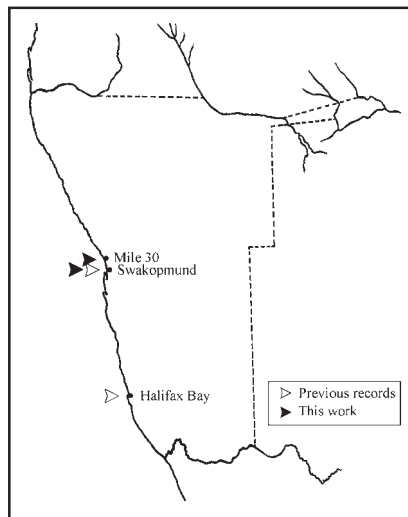 Mile 30
Swakopmund
Halifax Bay
Previous records
This work